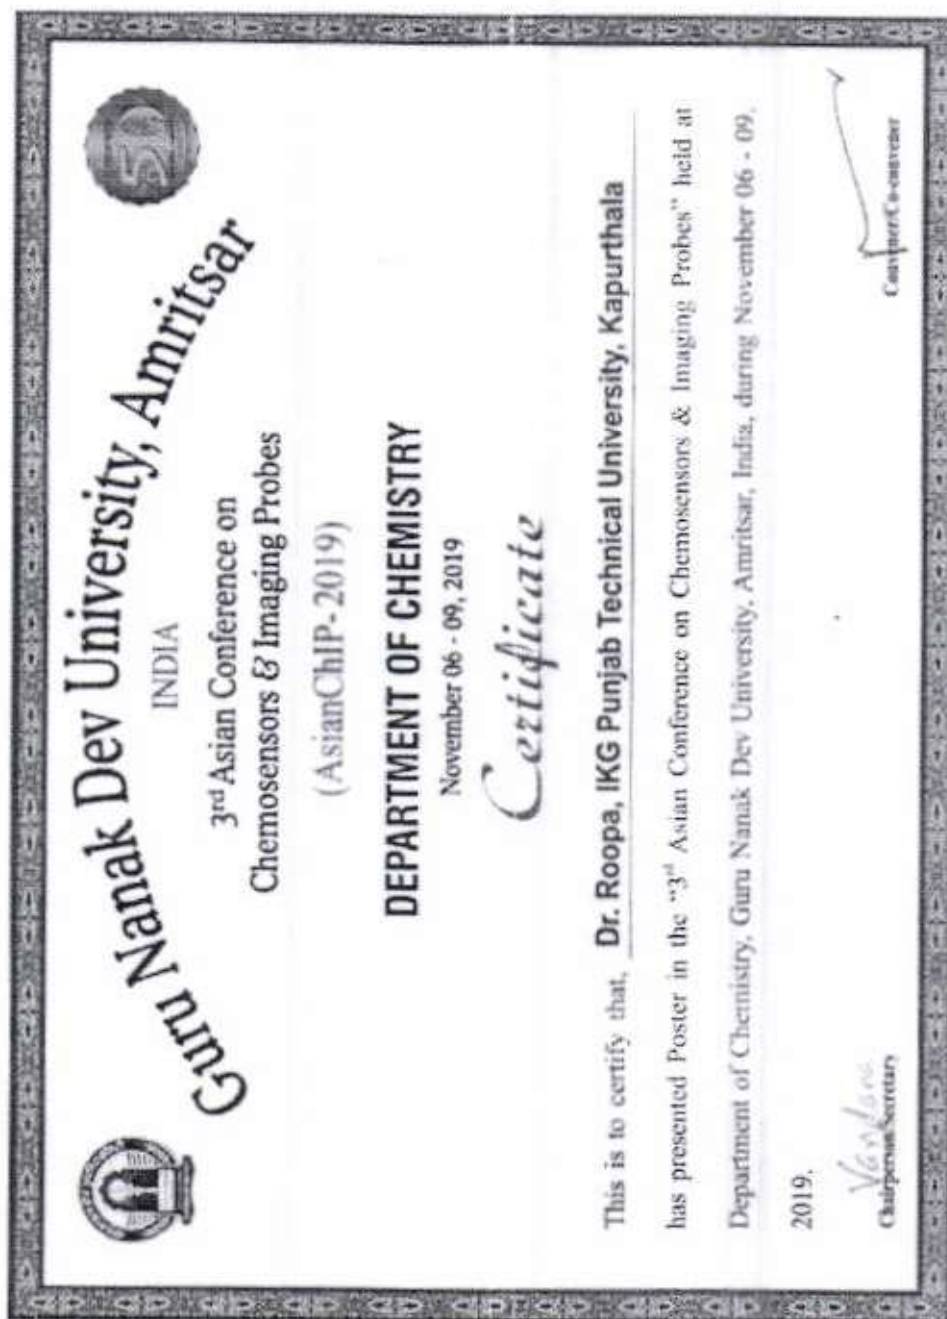 Guru Nanak Dev University, Amritsar
INDIA
50
3rd Asian Conference on
Chemosensors & Imaging Probes
(AsianChIP-2019)
DEPARTMENT OF CHEMISTRY
November 06 - 09, 2019
Certificate
This is to certify that, Dr. Roopa, IKG Punjab Technical University, Kapurthala
has presented Poster in the "3rd Asian Conference on Chemosensors & Imaging Probes" held at
Department of Chemistry, Guru Nanak Dev University, Amritsar, India, during November 06 - 09,
2019.
Chairperson/Secretary
Convener/Co-convener